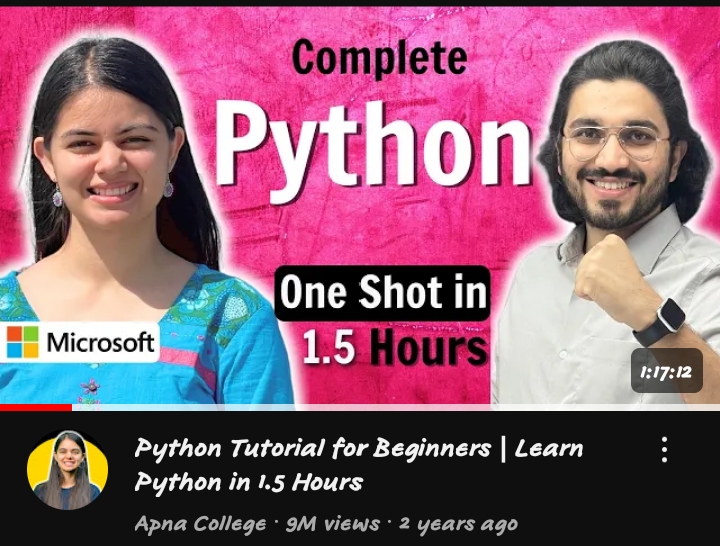 Complete
Python
One Shot in
1.5 Hours
Microsoft
1:17:12
Python Tutorial for Beginners | Learn
Python in 1.5 Hours
Apna College · 9M views · 2 years ago